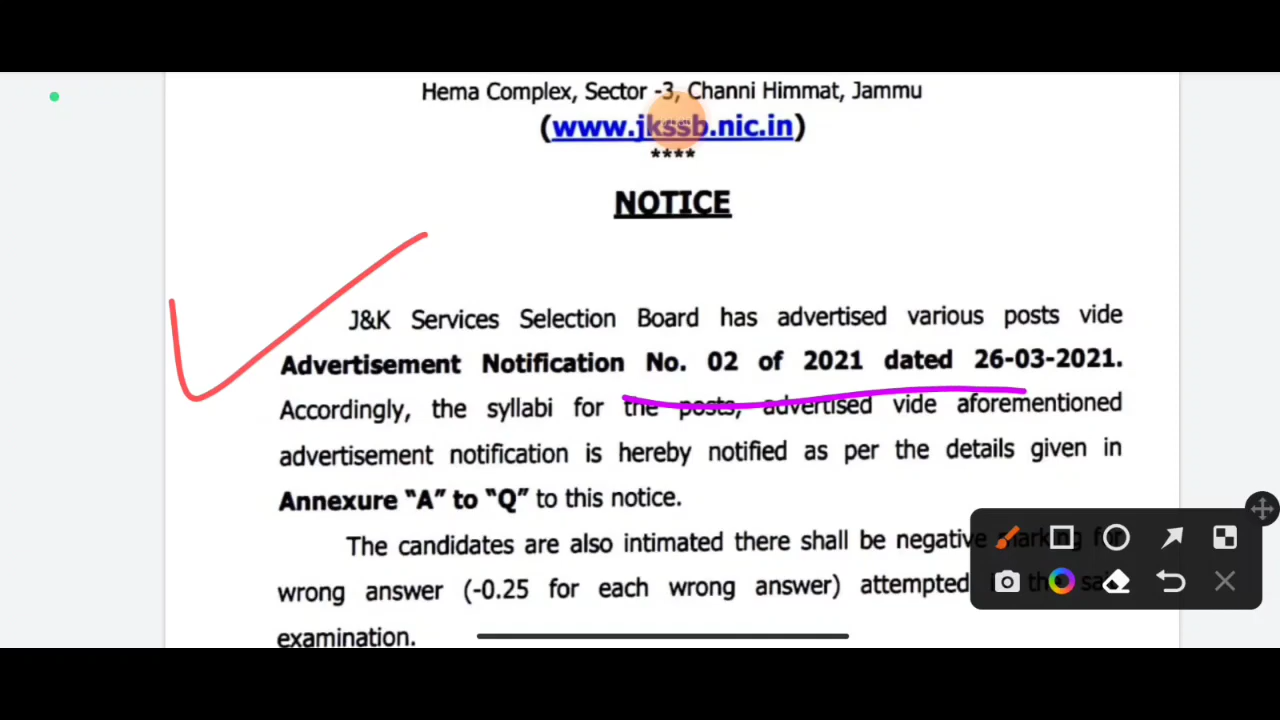 Hema Complex, Sector -3, Channi Himmat, Jammu
(www.jkssb.nic.in)
****
NOTICE
J&K Services Selection Board has advertised various posts vide
Advertisement Notification No. 02 of 2021 dated 26-03-2021.
Accordingly, the syllabi for the posts, advertised vide aforementioned
advertisement notification is hereby notified as per the details given in
Annexure "A" to "Q" to this notice.
The candidates are also intimated there shall be negative marking for
wrong answer (-0.25 for each wrong answer) attempted
examination.